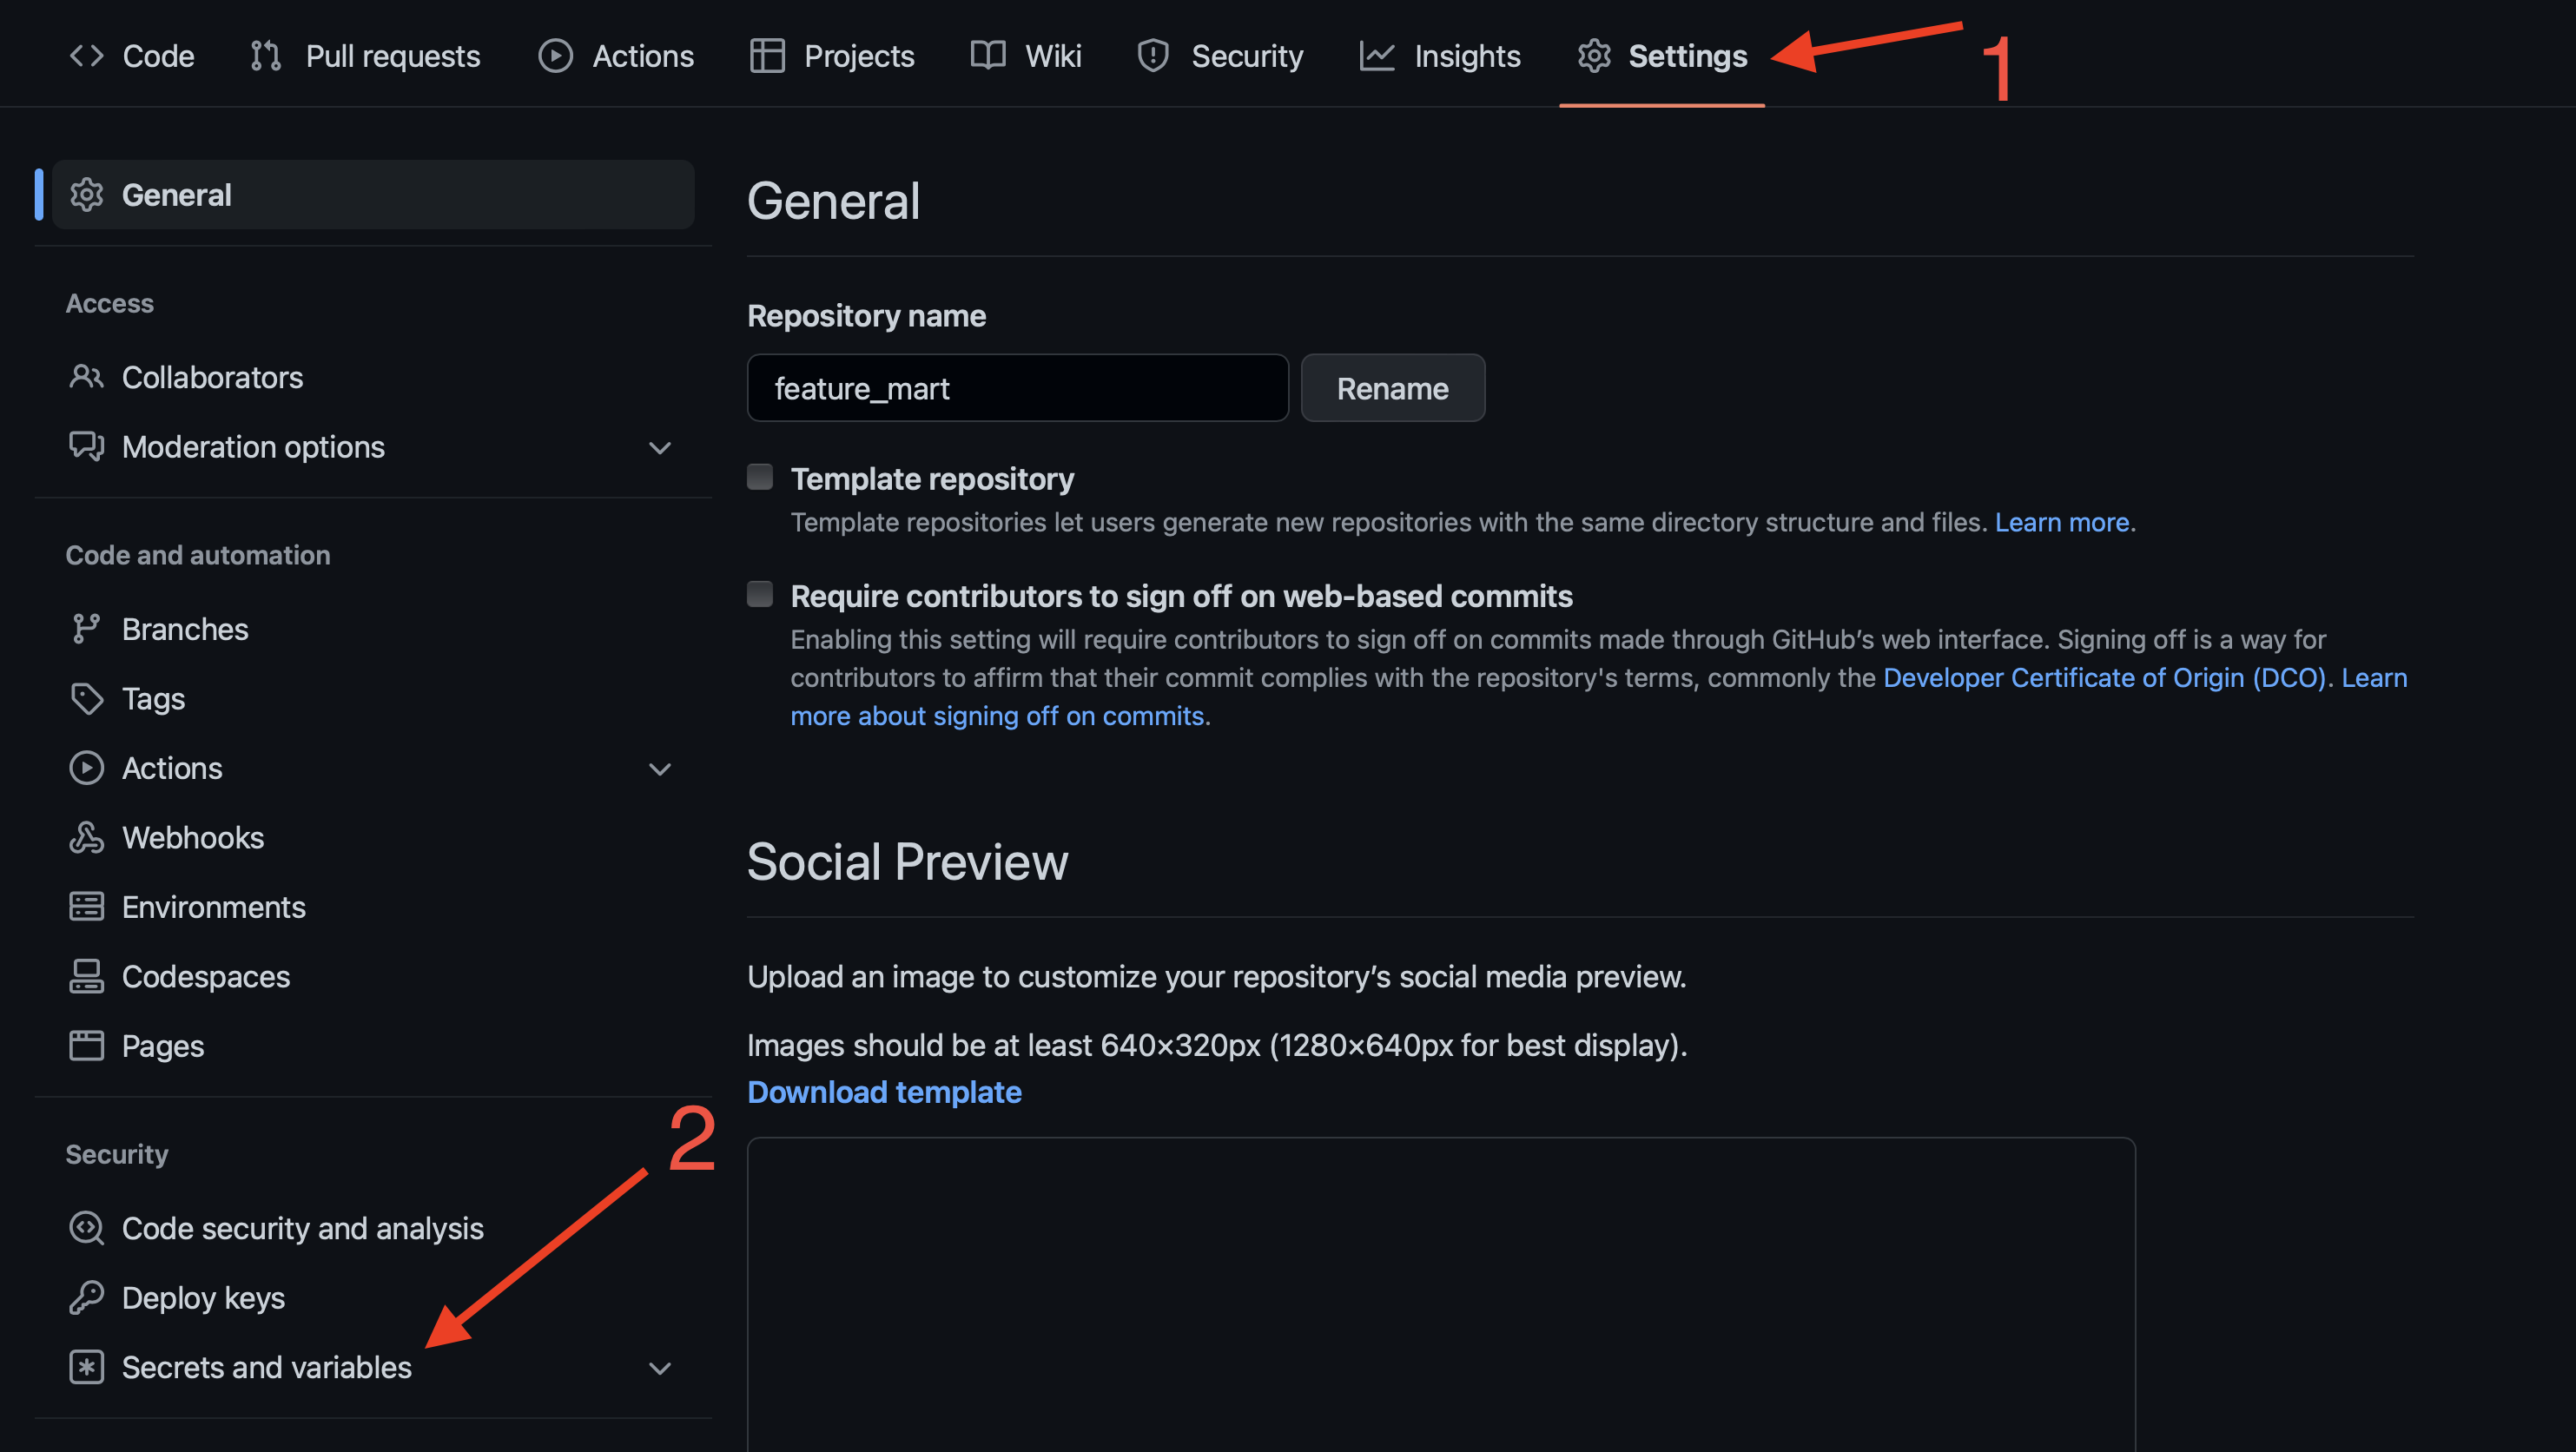 Code Pull requests Actions Projects Wiki Security Insights Settings 1
General
Access
Collaborators
Moderation options
Code and automation
Branches
Tags
Actions
Webhooks
Environments
Codespaces
Pages
2
Security
Code security and analysis
Deploy keys
Secrets and variables
General
Repository name
feature_mart Rename
Template repository
Template repositories let users generate new repositories with the same directory structure and files. Learn more.
Require contributors to sign off on web-based commits
Enabling this setting will require contributors to sign off on commits made through GitHub’s web interface. Signing off is a way for
contributors to affirm that their commit complies with the repository's terms, commonly the Developer Certificate of Origin (DCO). Learn
more about signing off on commits.
Social Preview
Upload an image to customize your repository’s social media preview.
Images should be at least 640×320px (1280×640px for best display).
Download template